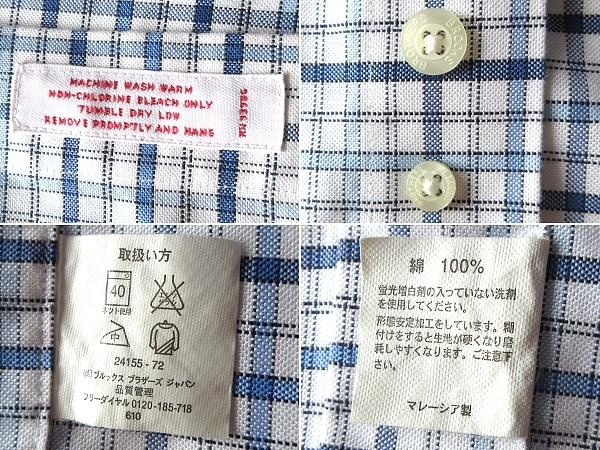 MACHINE WASH WARM
NON-CHLORINE BLEACH ONLY
TUMBLE DRY LOW
REMOVE PROMPTLY AND HANG
BROOKS
取扱い方
40
ネット使用
中
24155-72
㈱ブルックス ブラザーズ ジャパン
品質管理
フリーダイヤル 0120-185-718
610
綿 100%
蛍光増白剤の入っていない洗剤
を使用してください。
形態安定加工をしています。糊
付けをすると生地が硬くなり磨
耗しやすくなります。ご注意下
さい。
マレーシア製